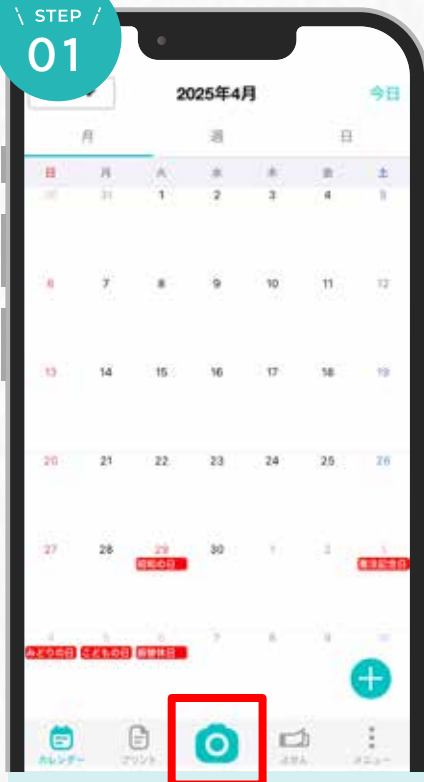 STEP
01
2025年4月
今日
月 週 日
日 月 火 水 木 金 土
30 31 1 2 3 4 5
6 7 8 9 10 11 12
13 14 15 16 17 18 19
20 21 22 23 24 25 26
27 28 29 30 1 2 3
昭和の日 憲法記念日
4 5 6 7 8 9 10
みどりの日 こどもの日 振替休日
カレンダー プリント メニュー